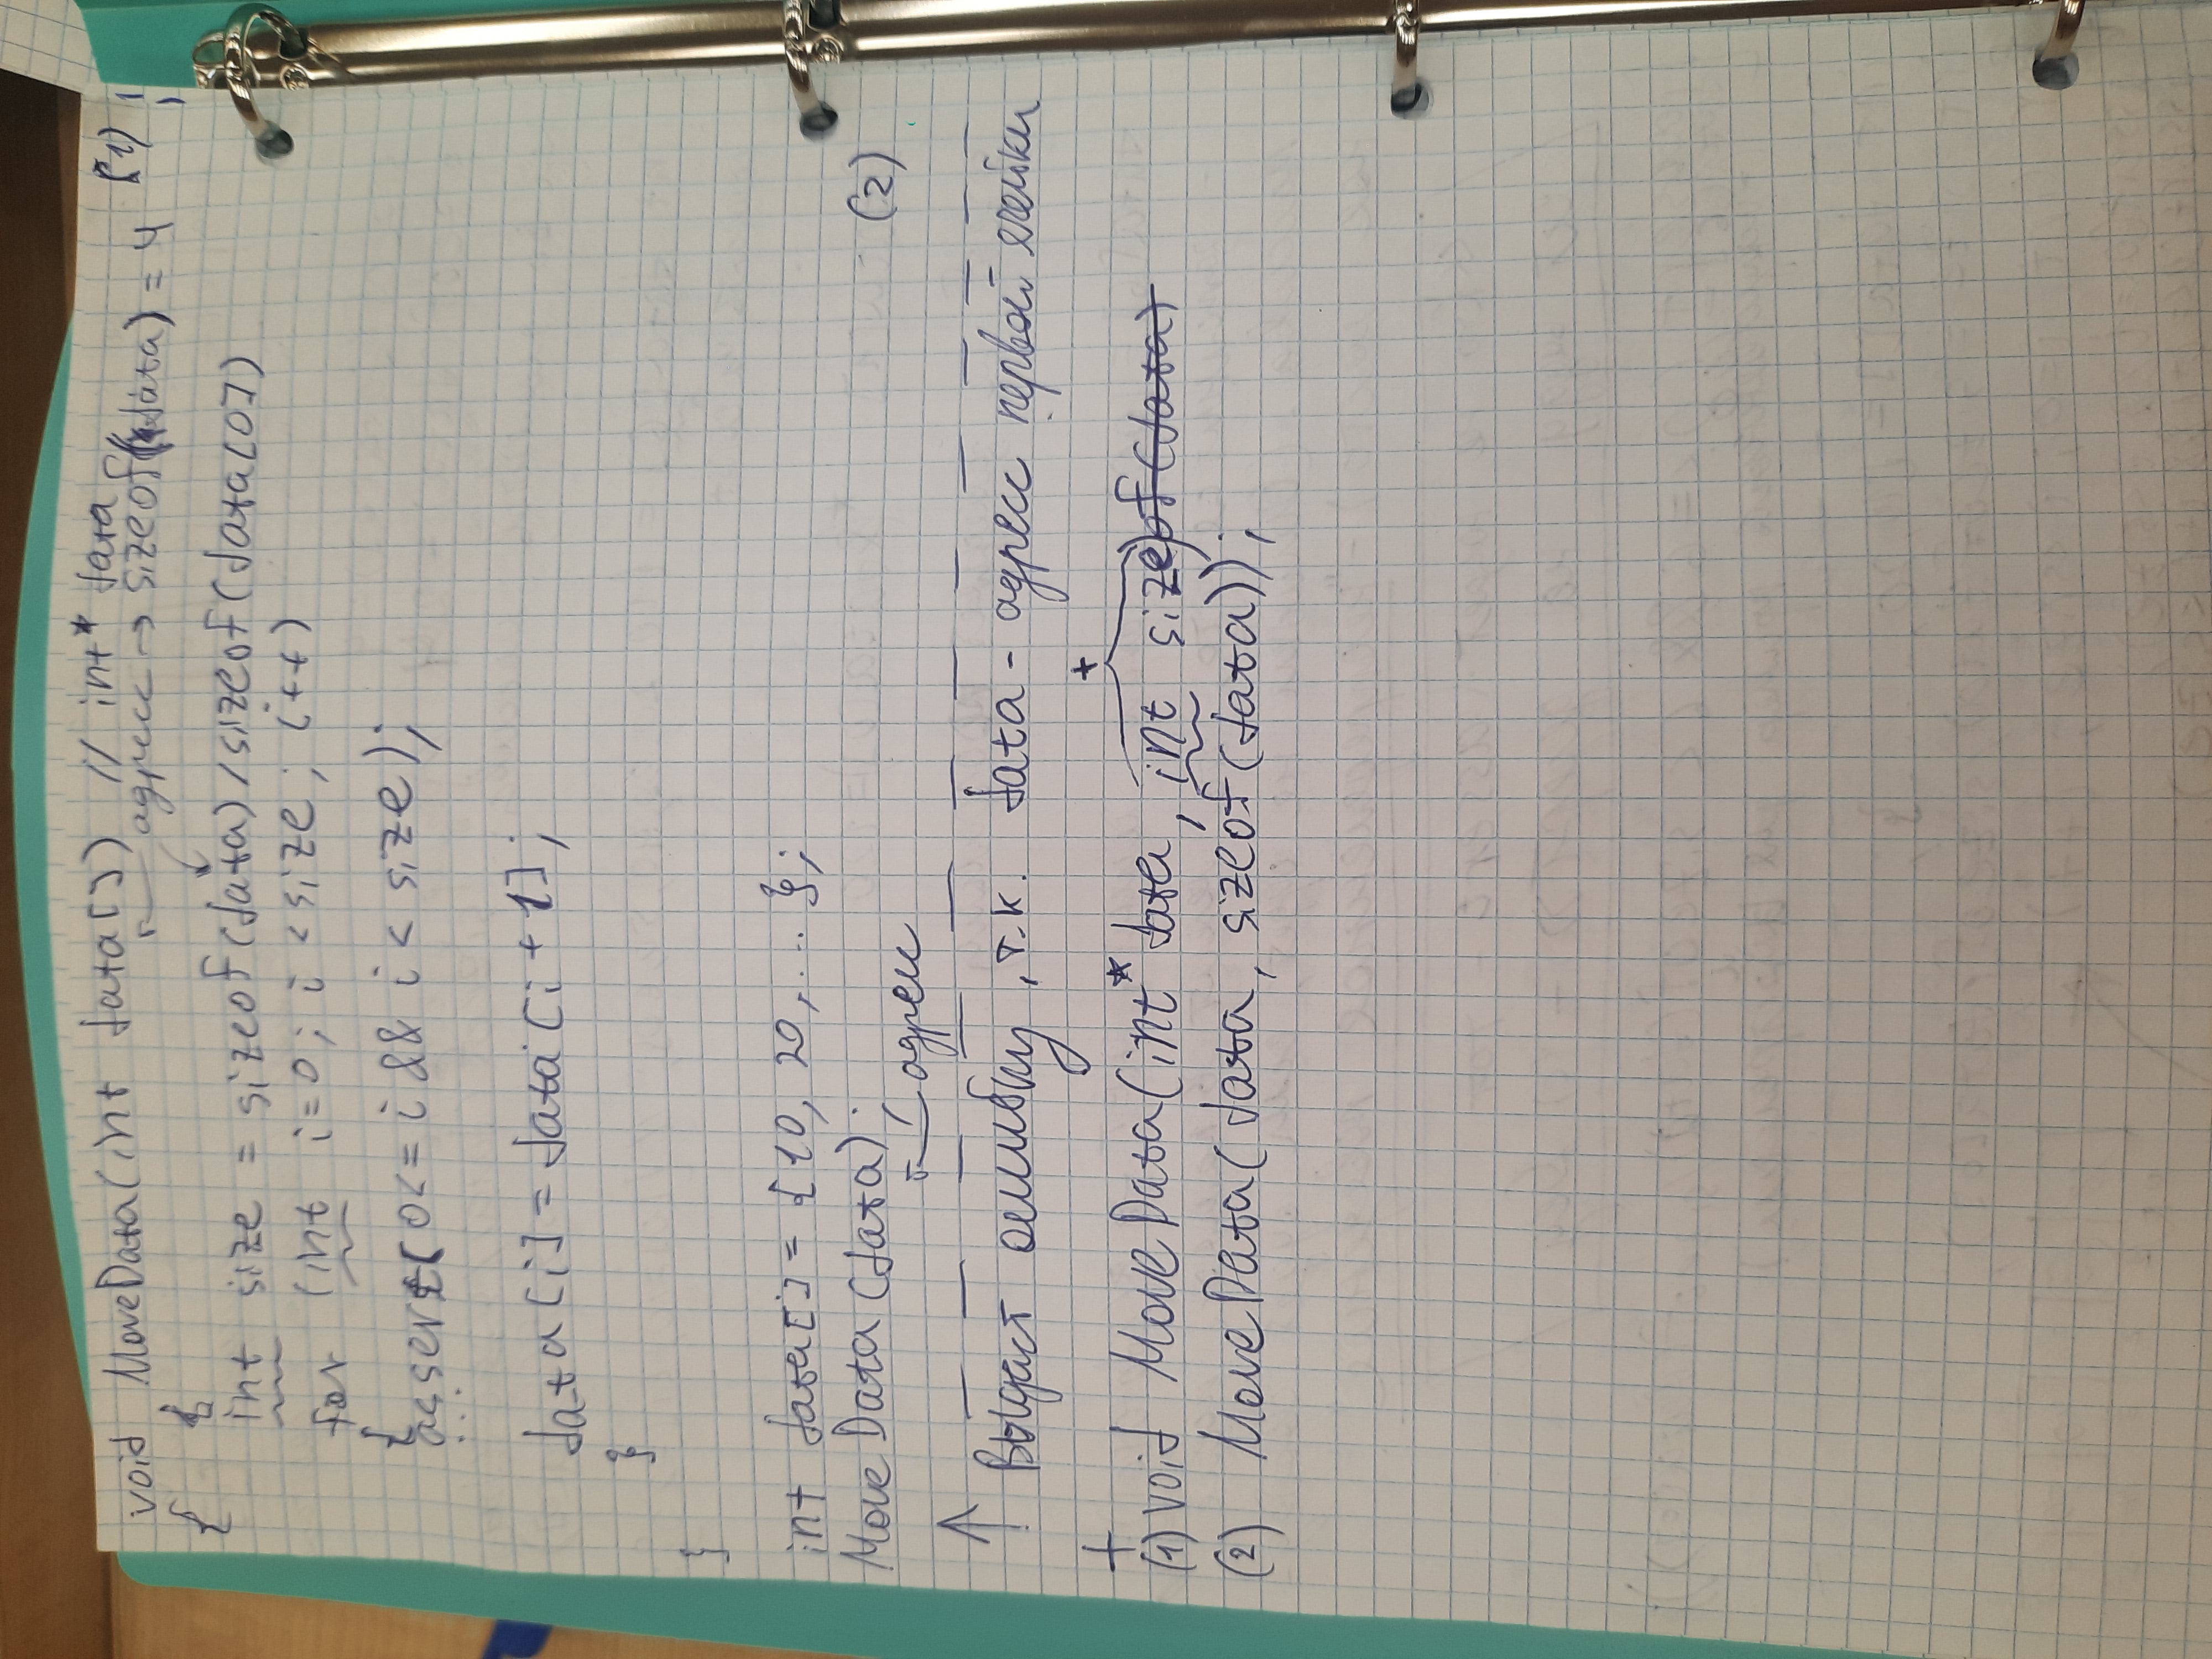 void MoveData(int data[]) // int* data (1)
адрес → sizeof(data) = 4
{
int size = sizeof(data) / sizeof(data[0])
for (int i=0; i < size; i++)
{
assert(0<= i && i < size);
...
data[i] = data[i+1];
}
}
int data[] = {10, 20, ... };
MoveData(data); (2)
адрес
↑ Выдаст ошибку, т.к. data - адрес первой ячейки
+
+
(1) void MoveData(int* data, int size)of(data)
(2) MoveData(data, sizeof(data));